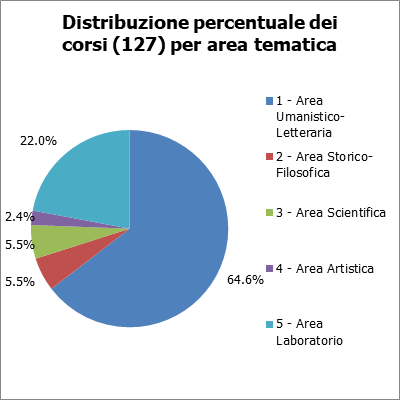 Distribuzione percentuale dei
corsi (127) per area tematica
22.0%
2.4%
5.5%
5.5%
64.6%
1 - Area
Umanistico-
Letteraria
2 - Area Storico-
Filosofica
3 - Area Scientifica
4 - Area Artistica
5 - Area
Laboratorio